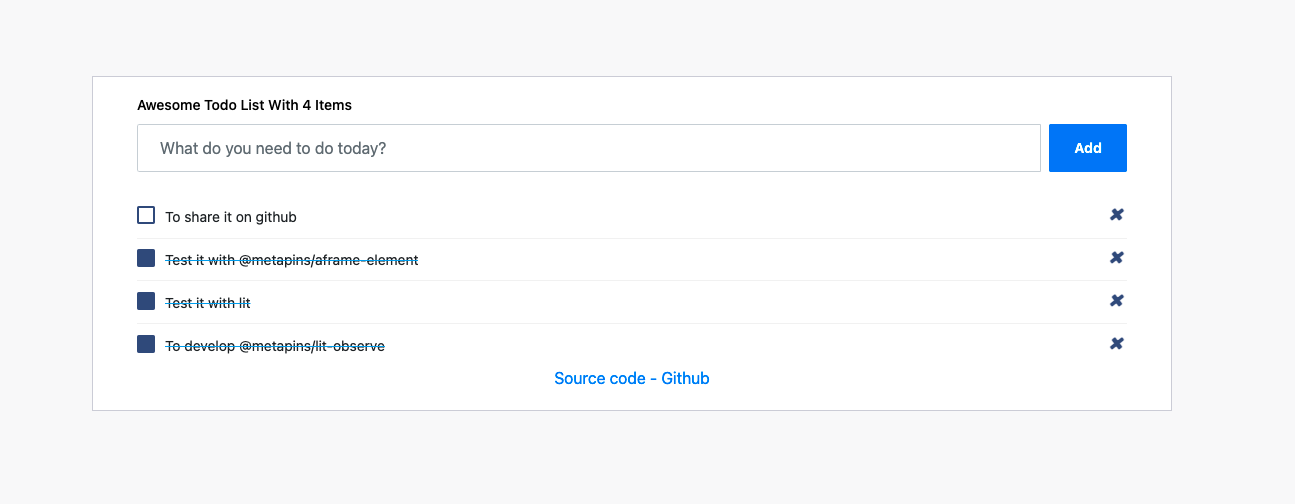 Awesome Todo List With 4 Items
What do you need to do today?
Add
To share it on github
Test it with @metapins/aframe-element
Test it with lit
To develop @metapins/lit-observe
Source code - Github